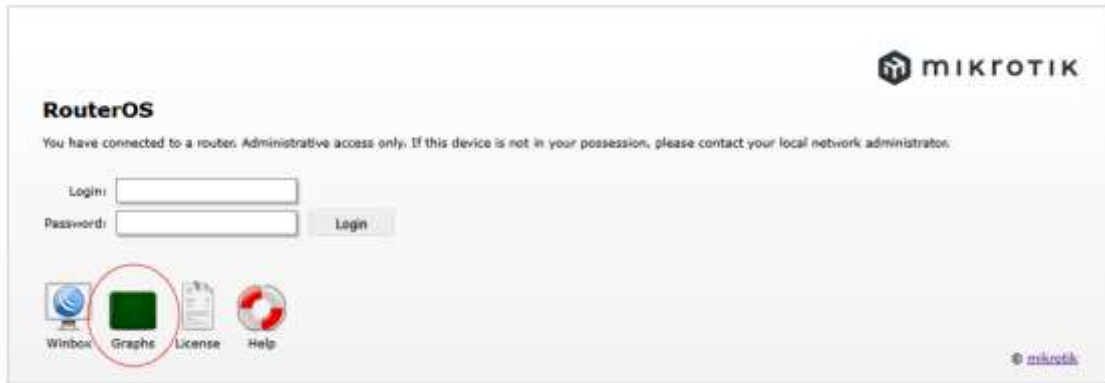 mikrotik
RouterOS
You have connected to a router. Administrative access only. If this device is not in your possession, please contact your local network administrator.
Login:
Password:
Login
Winbox Graphs License Help
© mikrotik